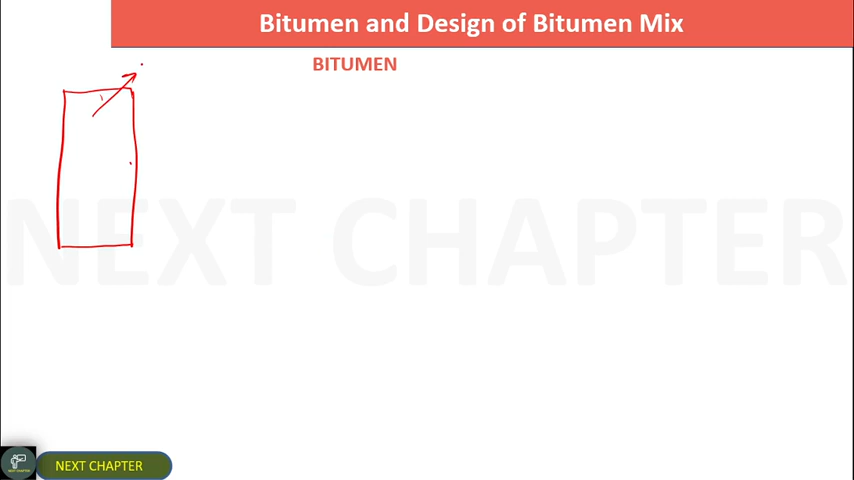 Bitumen and Design of Bitumen Mix
BITUMEN
NEXT CHAPTER
NEXT CHAPTER